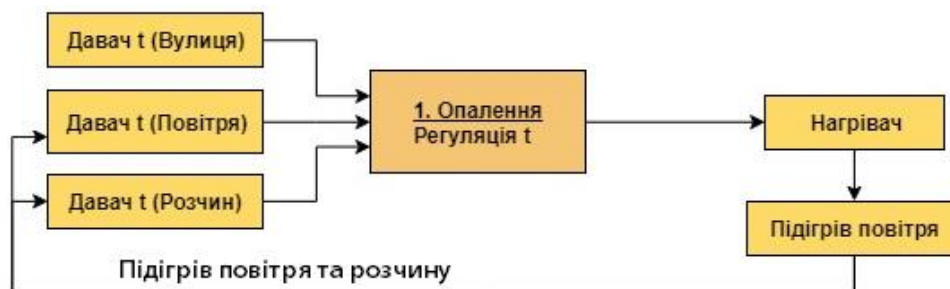 Давач t (Вулиця)
Давач t (Повітря)
Давач t (Розчин)
1. Опалення
Регуляція t
Нагрівач
Підігрів повітря
Підігрів повітря та розчину